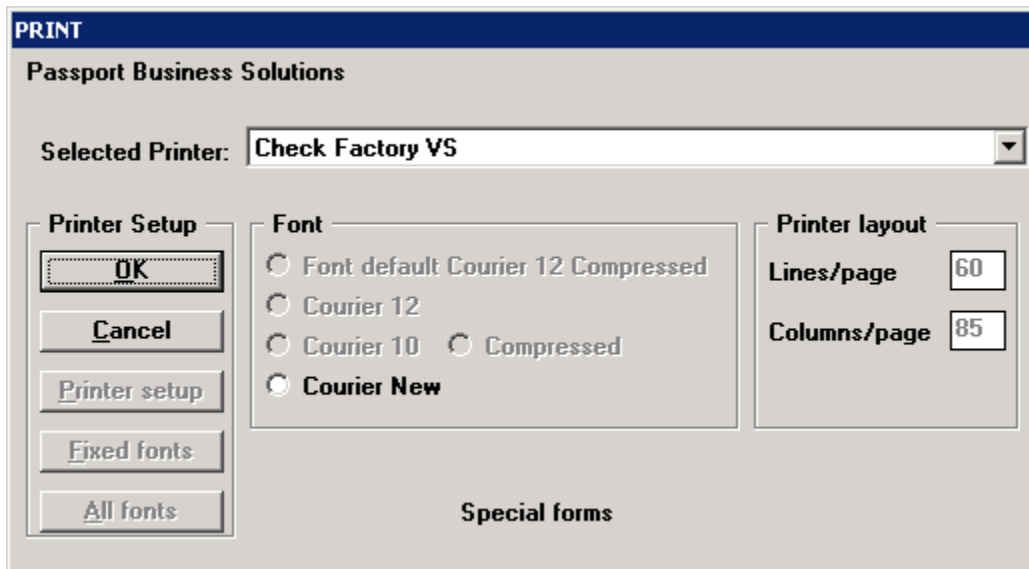 PRINT
Passport Business Solutions
Selected Printer: Check Factory VS
Printer Setup
OK
Cancel
Printer setup
Fixed fonts
All fonts
Font
Font default Courier 12 Compressed
Courier 12
Courier 10 Compressed
Courier New
Printer layout
Lines/page 60
Columns/page 85
Special forms